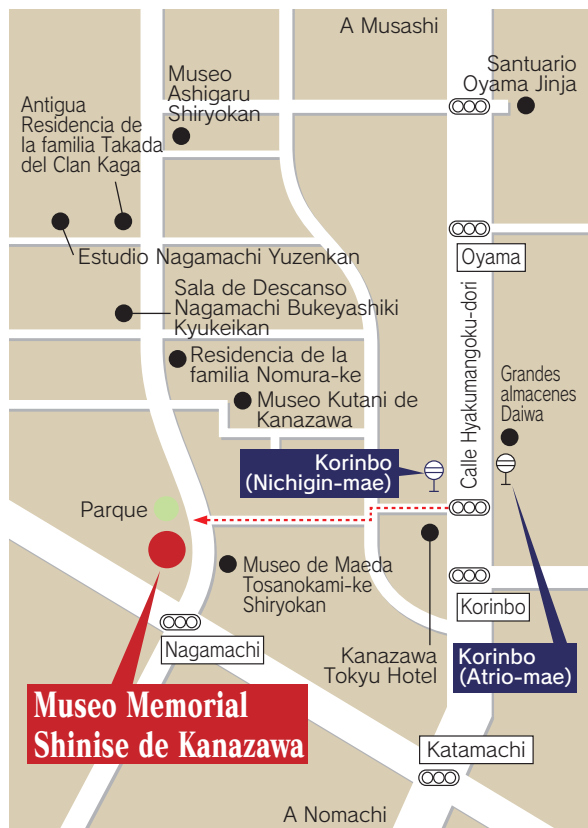 A Musashi
Museo
Ashigaru
Shiryokan
Santuario
Oyama Jinja
Antigua
Residencia de
la familia Takada
del Clan Kaga
Estudio Nagamachi Yuzenkan
Oyama
Sala de Descanso
Nagamachi Bukeyashiki
Kyukeikan
Residencia de la
familia Nomura-ke
Museo Kutani de
Kanazawa
Calle Hyakumangoku-dori
Grandes
almacenes
Daiwa
Korinbo
(Nichigin-mae)
Parque
Museo de Maeda
Tosanokami-ke
Shiryokan
Korinbo
Nagamachi
Kanazawa
Tokyu Hotel
Korinbo
(Atrio-mae)
Museo Memorial
Shinise de Kanazawa
Katamachi
A Nomachi